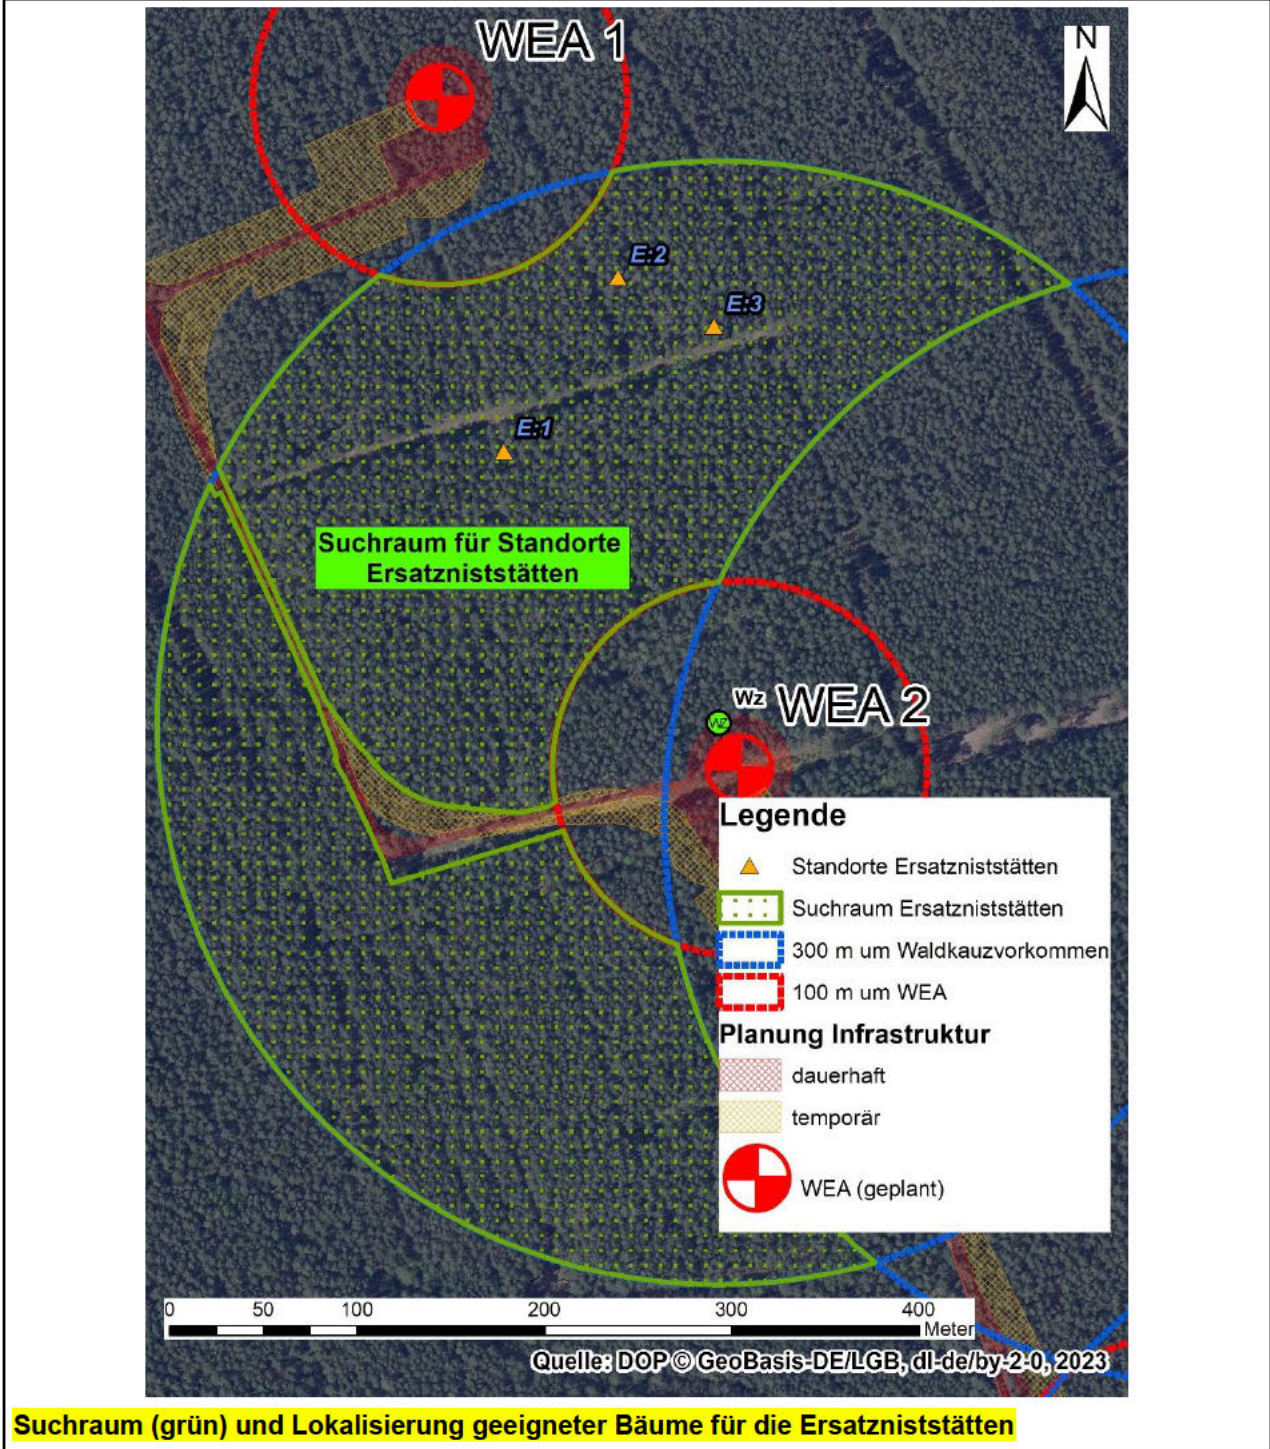 WEA 1
N
E:2
E:3
E:1
Suchraum für Standorte
Ersatzniststätten
Wz
WZ
WEA 2
Legende
Standorte Ersatzniststätten
Suchraum Ersatzniststätten
300 m um Waldkauzvorkommen
100 m um WEA
Planung Infrastruktur
dauerhaft
temporär
WEA (geplant)
0 50 100 200 300 400
Meter
Quelle: DOP © GeoBasis-DE/LGB, dl-de/by-2-0, 2023
Suchraum (grün) und Lokalisierung geeigneter Bäume für die Ersatzniststätten